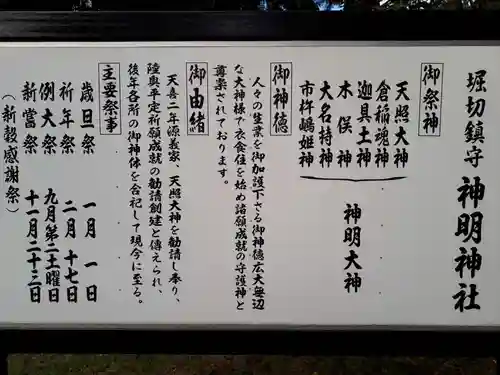 堀切鎮守 神明神社
御祭神
天照大神
倉稲魂神
迦具土神
木俣神
大名持神
市杵嶋姫神
神明大神
御神徳
人々の生業を御加護下さる御神徳広大無辺
な大神様で衣食住を始め諸願成就の守護神と
尊崇されております。
御由緒
天喜二年源義家、天照大神を勧請し奉り、
陸奥平定祈願成就の勧請創建と伝えられ、
後年各所の御神体を合祀して現今に至る。
主要祭事
歳旦祭 一月一日
祈年祭 二月十七日
例大祭 九月第二土曜日
新嘗祭 十一月二十三日
（新穀感謝祭）